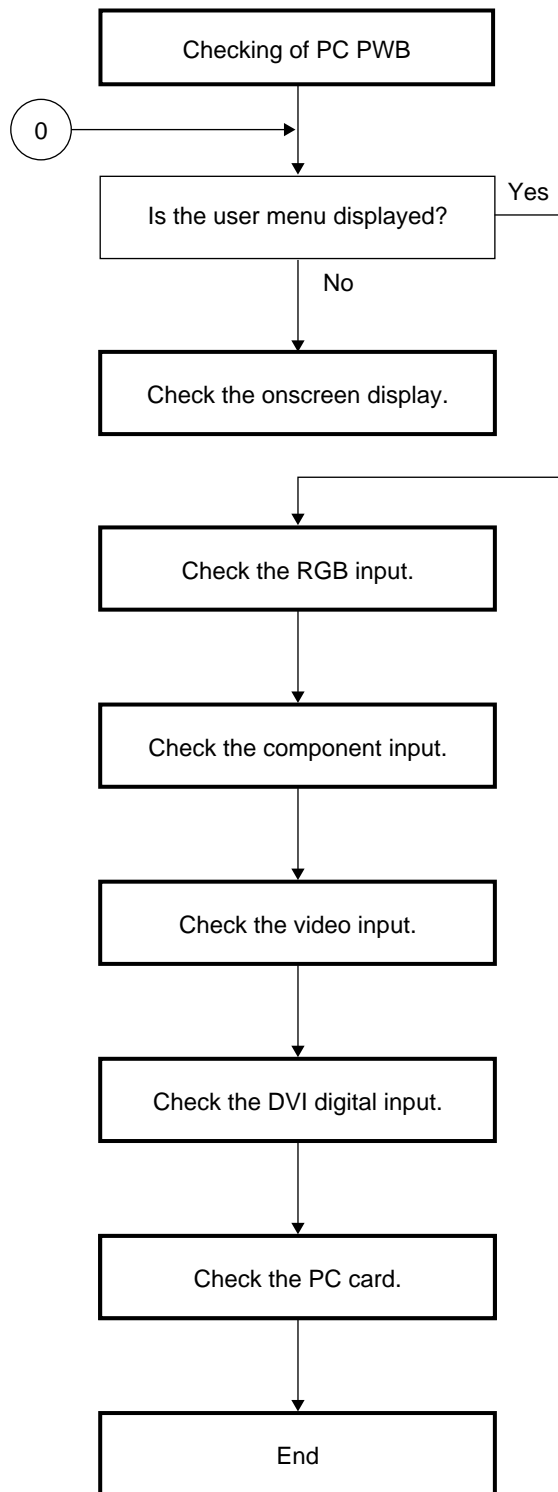 Checking of PC PWB
0
Is the user menu displayed?
Yes
No
Check the onscreen display.
Check the RGB input.
Check the component input.
Check the video input.
Check the DVI digital input.
Check the PC card.
End